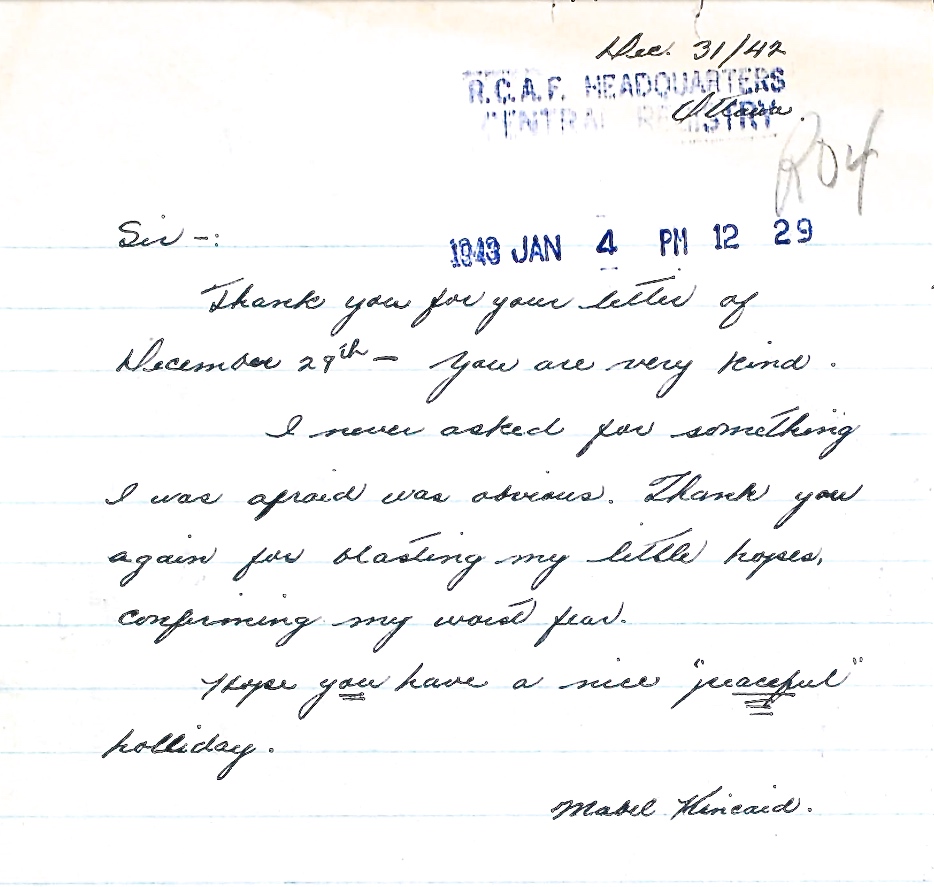 Dec. 31/42
R.C.A.F. HEADQUARTERS
Ottawa.
CENTRAL REGISTRY
Sir -:
1943 JAN 4 PM 12 29
Thank you for your letter of
December 29th - You are very kind.
I never asked for something
I was afraid was obvious. Thank you
again for blasting my little hopes,
confirming my worst fear.
Hope you have a nice "peaceful"
holliday.
Mabel Kincaid.